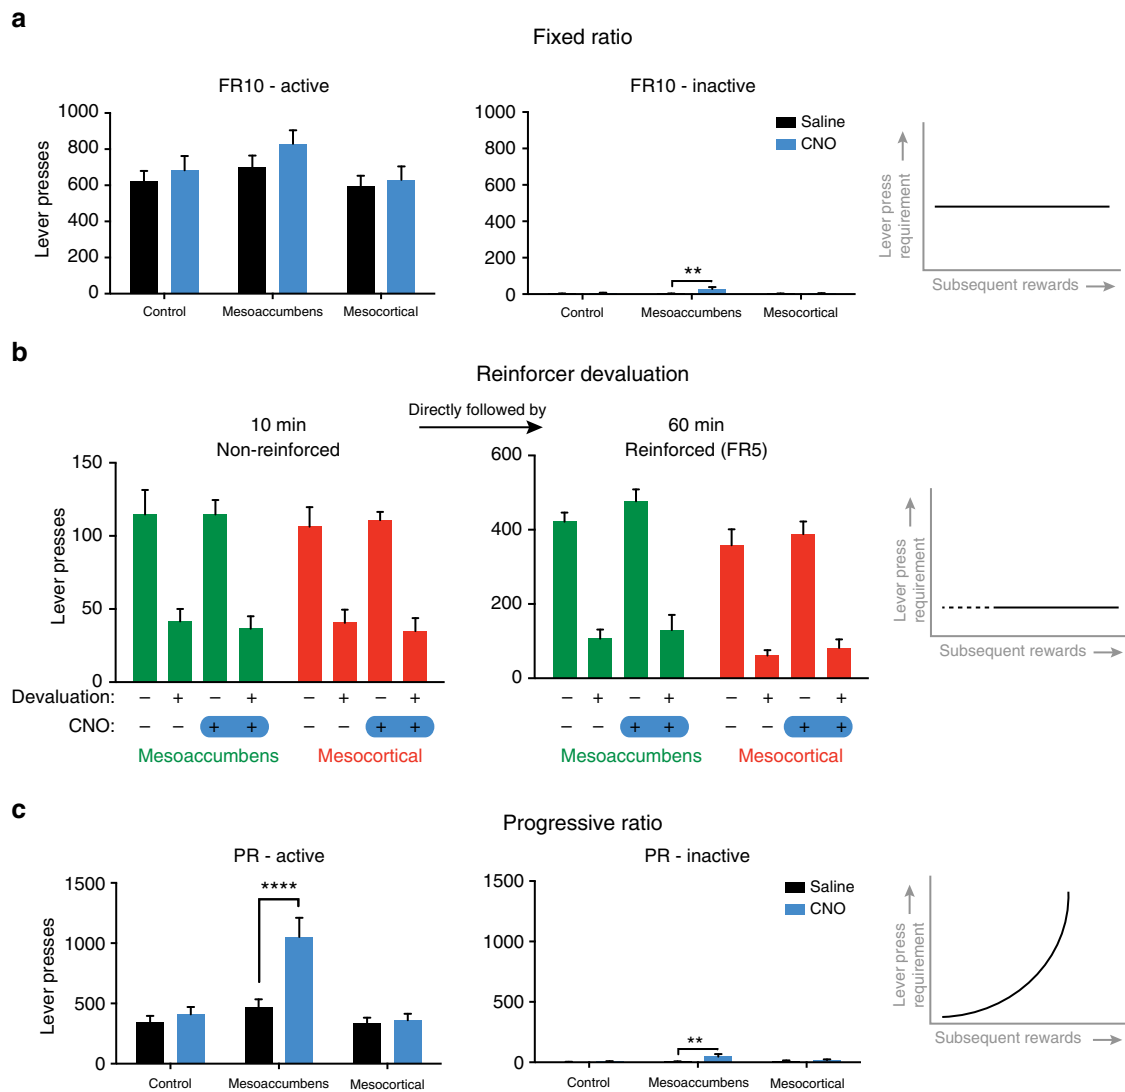 a
Fixed ratio
FR10 - active
FR10 - inactive
Lever presses
1000
800
600
400
200
0
Control
Mesoaccumbens
Mesocortical
1000
800
600
400
200
0
**
Saline
CNO
Control
Mesoaccumbens
Mesocortical
Lever press
requirement
Subsequent rewards
b
Reinforcer devaluation
Directly followed by
10 min
Non-reinforced
60 min
Reinforced (FR5)
Lever presses
150
100
50
0
600
400
200
0
Devaluation: – + – + – + – + – + – + – + – +
CNO: – – + + – – + + – – + + – – + +
Mesoaccumbens Mesocortical Mesoaccumbens Mesocortical
Lever press
requirement
Subsequent rewards
c
Progressive ratio
PR - active
PR - inactive
Lever presses
1500
1000
500
0
****
Control
Mesoaccumbens
Mesocortical
1500
1000
500
0
**
Saline
CNO
Control
Mesoaccumbens
Mesocortical
Lever press
requirement
Subsequent rewards